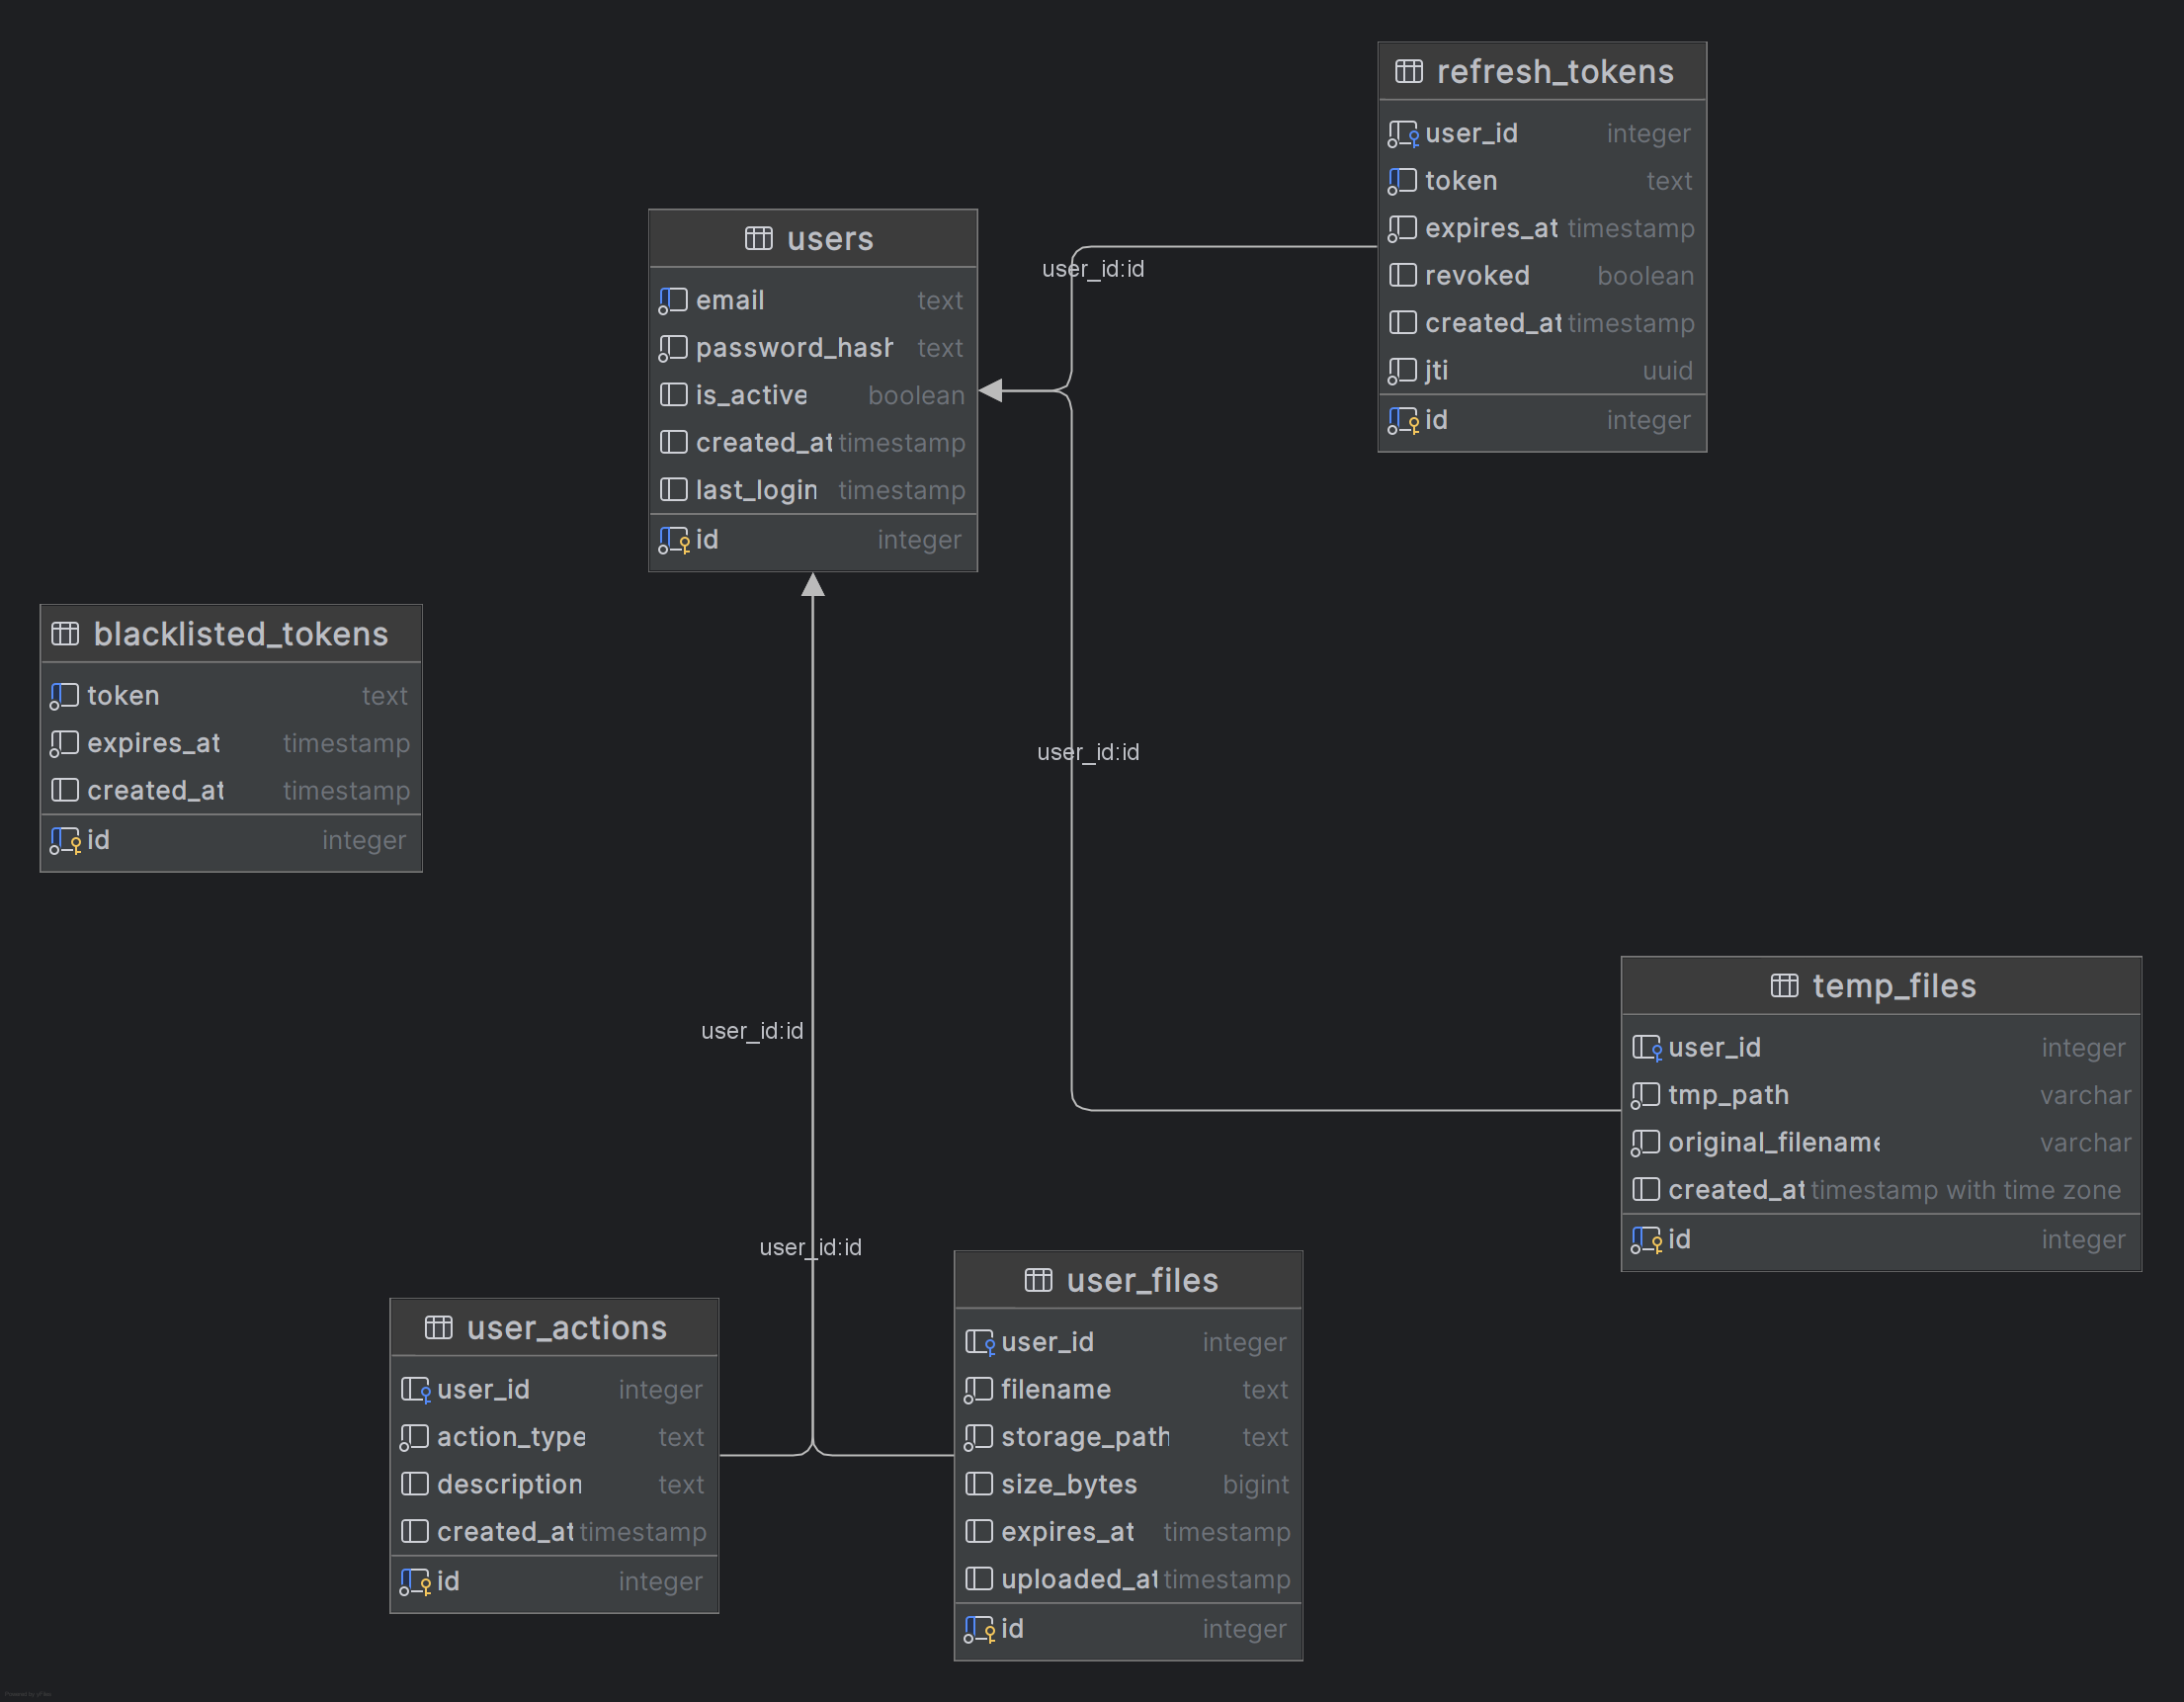 refresh_tokens
user_id integer
token text
expires_at timestamp
revoked boolean
created_at timestamp
jti uuid
id integer
users
email text
password_hash text
is_active boolean
created_at timestamp
last_login timestamp
id integer
user_id:id
blacklisted_tokens
token text
expires_at timestamp
created_at timestamp
id integer
user_id:id
temp_files
user_id integer
tmp_path varchar
original_filename varchar
created_at timestamp with time zone
id integer
user_id:id
user_id:id
user_actions
user_id integer
action_type text
description text
created_at timestamp
id integer
user_files
user_id integer
filename text
storage_path text
size_bytes bigint
expires_at timestamp
uploaded_at timestamp
id integer
Powered by yFiles